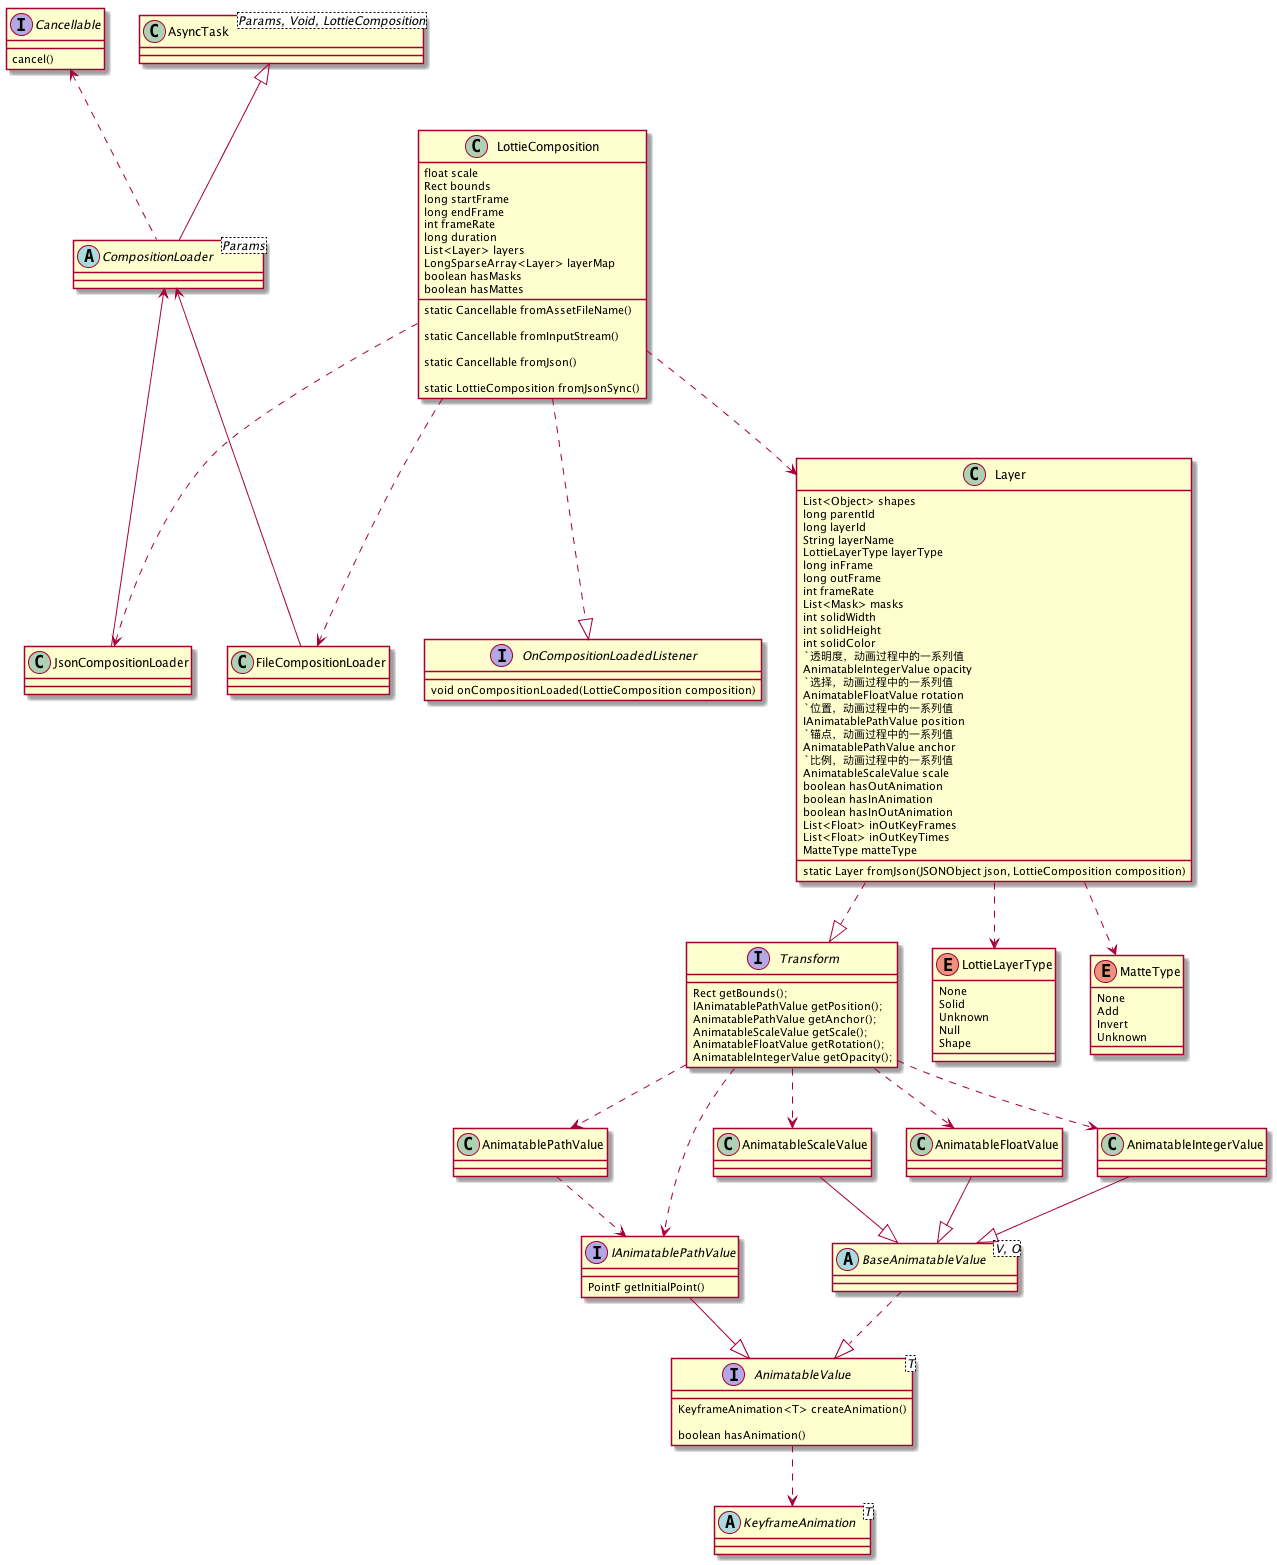 I Cancellable
cancel()
C AsyncTask
Params, Void, LottieComposition
C LottieComposition
float scale
Rect bounds
long startFrame
long endFrame
int frameRate
long duration
List<Layer> layers
LongSparseArray<Layer> layerMap
boolean hasMasks
boolean hasMattes
static Cancellable fromAssetFileName()
static Cancellable fromInputStream()
static Cancellable fromJson()
static LottieComposition fromJsonSync()
A CompositionLoader
Params
C Layer
List<Object> shapes
long parentId
long layerId
String layerName
LottieLayerType layerType
long inFrame
long outFrame
int frameRate
List<Mask> masks
int solidWidth
int solidHeight
int solidColor
`透明度，动画过程中的一系列值
AnimatableIntegerValue opacity
`选择，动画过程中的一系列值
AnimatableFloatValue rotation
`位置，动画过程中的一系列值
IAnimatablePathValue position
`锚点，动画过程中的一系列值
AnimatablePathValue anchor
`比例，动画过程中的一系列值
AnimatableScaleValue scale
boolean hasOutAnimation
boolean hasInAnimation
boolean hasInOutAnimation
List<Float> inOutKeyFrames
List<Float> inOutKeyTimes
MatteType matteType
static Layer fromJson(JSONObject json, LottieComposition composition)
C JsonCompositionLoader
C FileCompositionLoader
I OnCompositionLoadedListener
void onCompositionLoaded(LottieComposition composition)
I Transform
Rect getBounds();
IAnimatablePathValue getPosition();
AnimatablePathValue getAnchor();
AnimatableScaleValue getScale();
AnimatableFloatValue getRotation();
AnimatableIntegerValue getOpacity();
E LottieLayerType
None
Solid
Unknown
Null
Shape
E MatteType
None
Add
Invert
Unknown
C AnimatablePathValue
C AnimatableScaleValue
C AnimatableFloatValue
C AnimatableIntegerValue
I IAnimatablePathValue
PointF getInitialPoint()
A BaseAnimatableValue
V, O
I AnimatableValue
T
KeyframeAnimation<T> createAnimation()
boolean hasAnimation()
A KeyframeAnimation
T